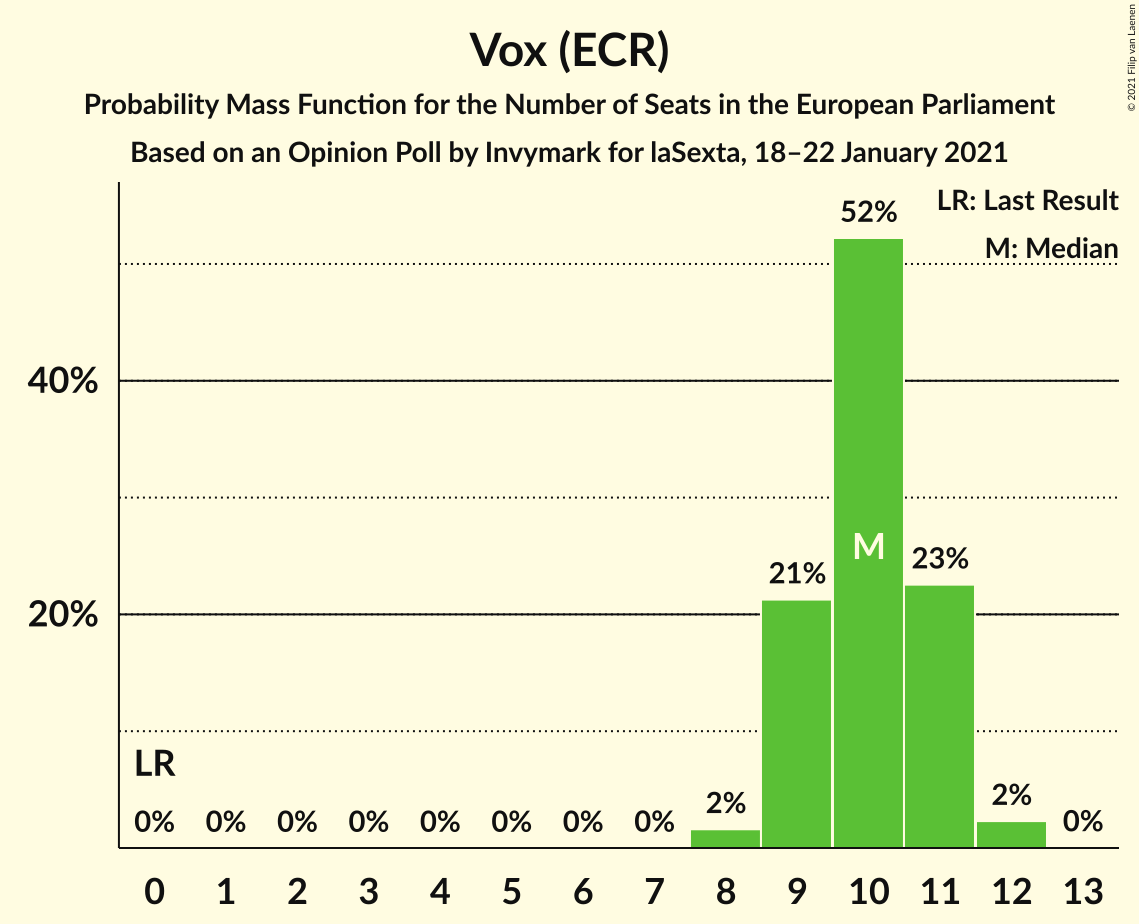 Vox (ECR)
Probability Mass Function for the Number of Seats in the European Parliament
Based on an Opinion Poll by Invymark for laSexta, 18–22 January 2021
© 2021 Filip van Laenen
LR: Last Result
M: Median
52%
40%
M
23%
21%
20%
LR
0% 0% 0% 0% 0% 0% 0% 0% 2% 2% 0%
0 1 2 3 4 5 6 7 8 9 10 11 12 13